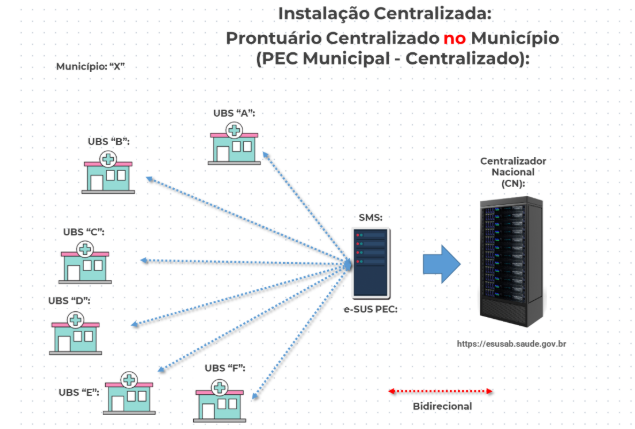 Instalação Centralizada:
Prontuário Centralizado no Município
(PEC Municipal - Centralizado):
Município: “X”
UBS “A”:
UBS “B”:
UBS “C”:
UBS “D”:
UBS “E”:
UBS “F”:
SMS:
e-SUS PEC:
Centralizador
Nacional
(CN):
https://esusab.saude.gov.br
Bidirecional